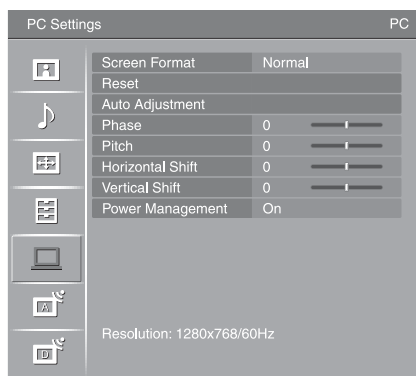 PC Settings PC
Screen Format Normal
Reset
Auto Adjustment
Phase 0
Pitch 0
Horizontal Shift 0
Vertical Shift 0
Power Management On
A
D
Resolution: 1280x768/60Hz